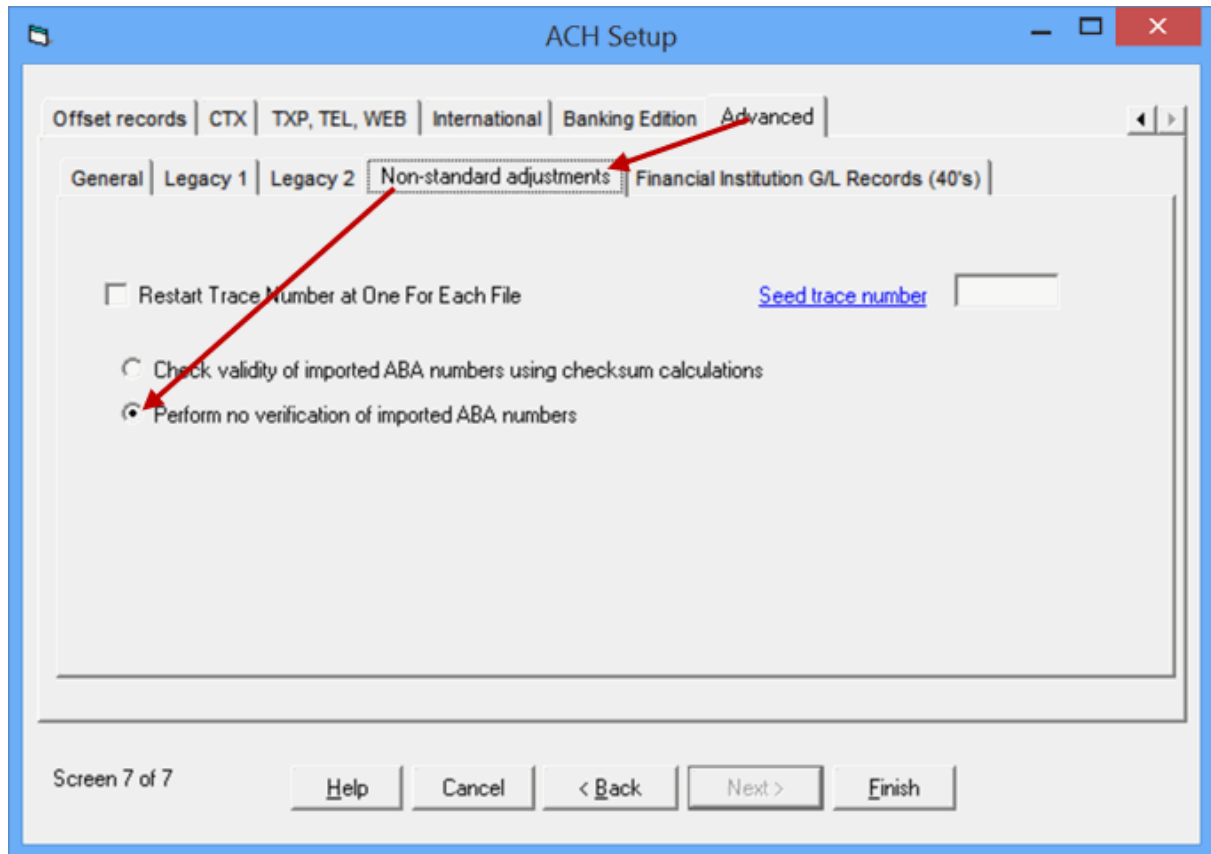 ACH Setup
Offset records CTX TXP, TEL, WEB International Banking Edition Advanced
General Legacy 1 Legacy 2 Non-standard adjustments Financial Institution G/L Records (40's)
Restart Trace Number at One For Each File Seed trace number
Check validity of imported ABA numbers using checksum calculations
Perform no verification of imported ABA numbers
Screen 7 of 7 Help Cancel < Back Next > Finish